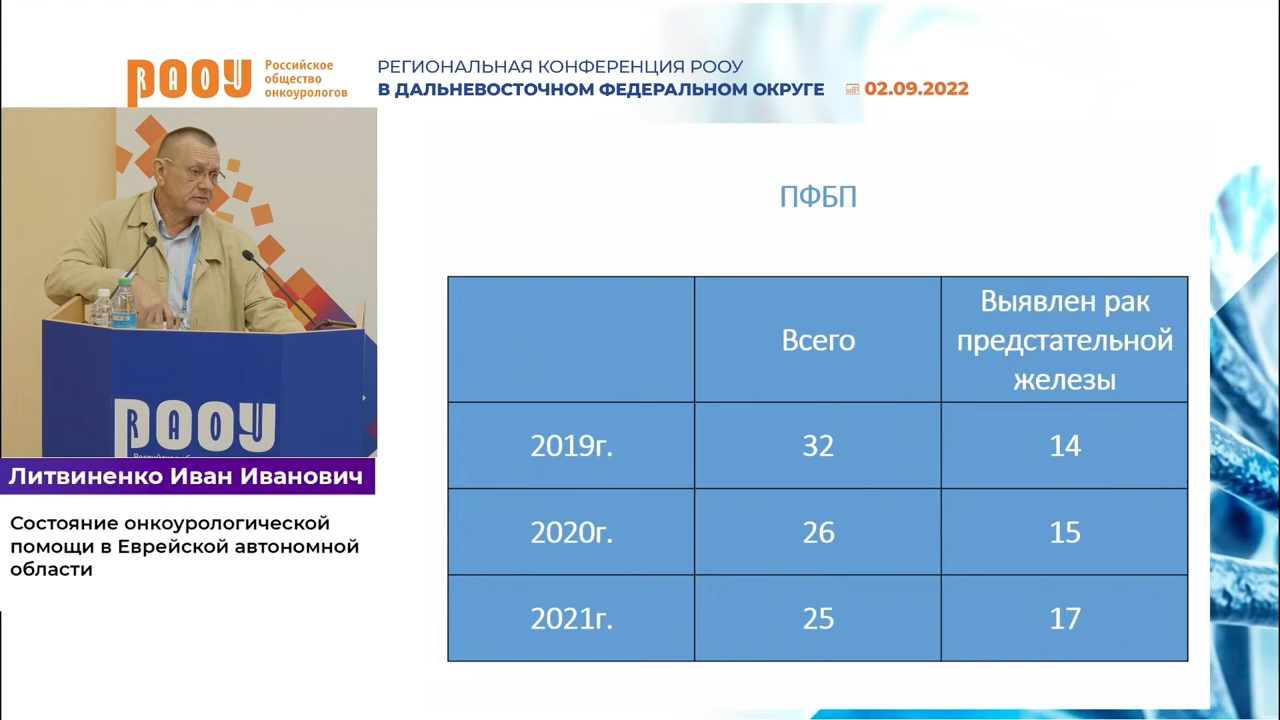 РООУ
RAOU
Российское
общество
онкоурологов
РЕГИОНАЛЬНАЯ КОНФЕРЕНЦИЯ РООУ
В ДАЛЬНЕВОСТОЧНОМ ФЕДЕРАЛЬНОМ ОКРУГЕ 02.09.2022
РООУ
RAOU
Литвиненко Иван Иванович
Состояние онкоурологической
помощи в Еврейской автономной
области
ПФБП
Всего
Выявлен рак
предстательной
железы
2019г. 32 14
2020г. 26 15
2021г. 25 17